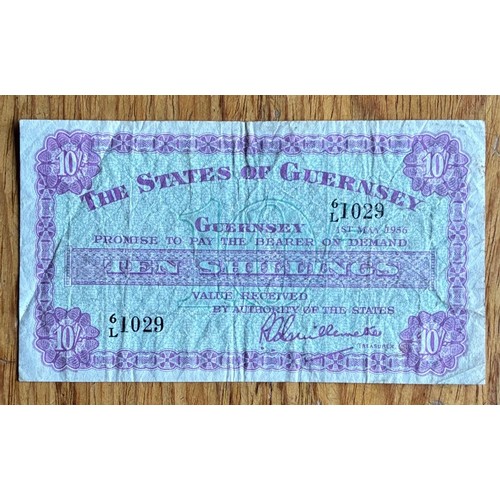 10/- 10/-
THE STATES OF GUERNSEY
6/L 1029
GUERNSEY 1ST MAY 1956
PROMISE TO PAY THE BEARER ON DEMAND
TEN SHILLINGS
VALUE RECEIVED
BY AUTHORITY OF THE STATES
6/L 1029
TREASURER
10/- 10/-